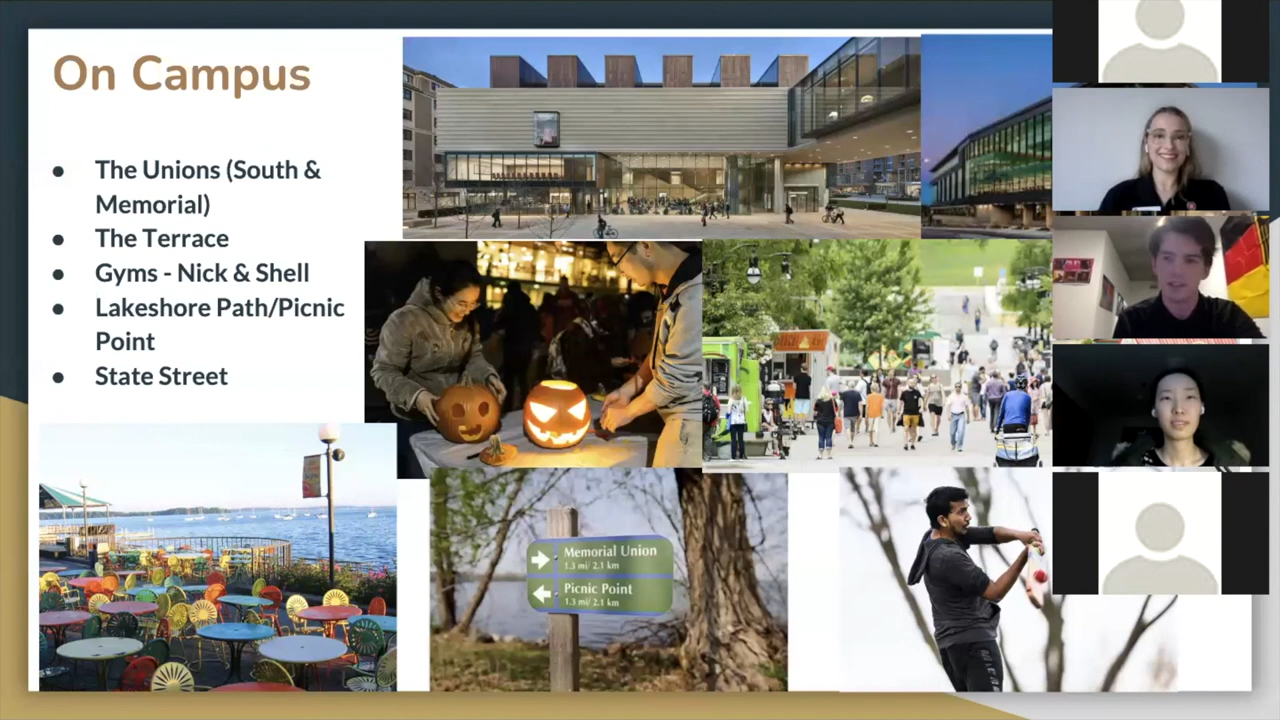 On Campus
● The Unions (South &
Memorial)
● The Terrace
● Gyms - Nick & Shell
● Lakeshore Path/Picnic
Point
● State Street
Memorial Union
1.3 mi/ 2.1 km
Picnic Point
1.3 mi/ 2.1 km